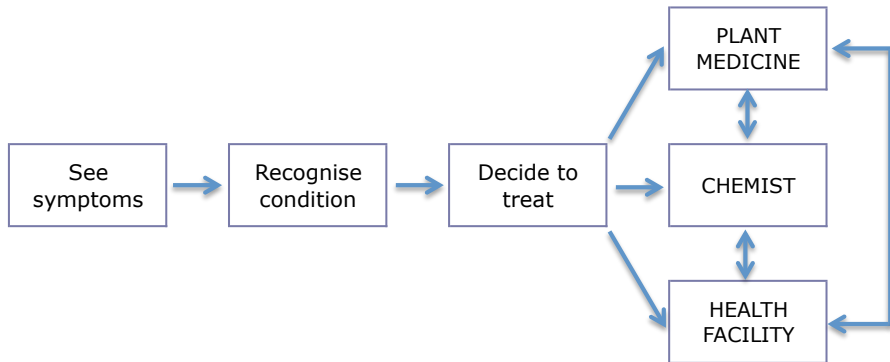 See
symptoms
Recognise
condition
Decide to
treat
PLANT
MEDICINE
CHEMIST
HEALTH
FACILITY